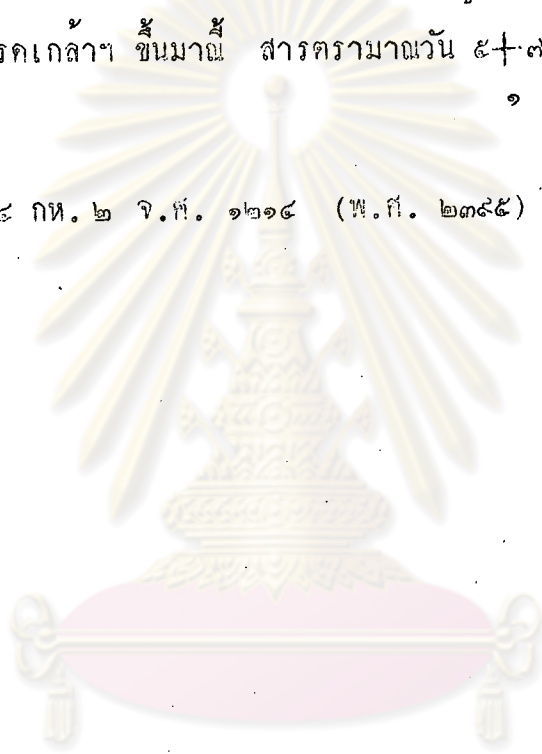 รคเกล้าฯ ขึ้นมานี้ สารตรามาณวัน ๕+๗
๑
๔ กห. ๒ จ.ศ. ๑๒๑๔ (พ.ศ. ๒๓๙๕)